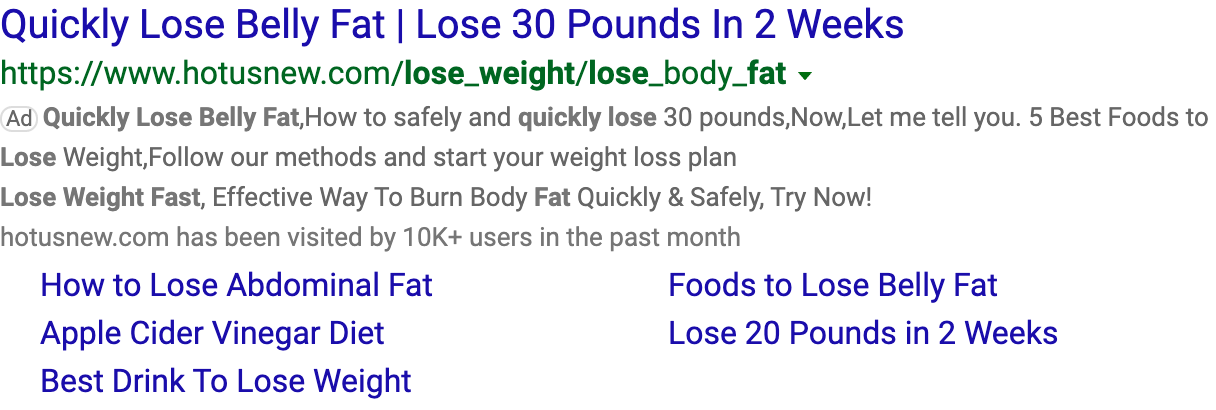 Quickly Lose Belly Fat | Lose 30 Pounds In 2 Weeks
https://www.hotusnew.com/lose_weight/lose_body_fat
Ad Quickly Lose Belly Fat,How to safely and quickly lose 30 pounds,Now,Let me tell you. 5 Best Foods to
Lose Weight,Follow our methods and start your weight loss plan
Lose Weight Fast, Effective Way To Burn Body Fat Quickly & Safely, Try Now!
hotusnew.com has been visited by 10K+ users in the past month
How to Lose Abdominal Fat
Foods to Lose Belly Fat
Apple Cider Vinegar Diet
Lose 20 Pounds in 2 Weeks
Best Drink To Lose Weight